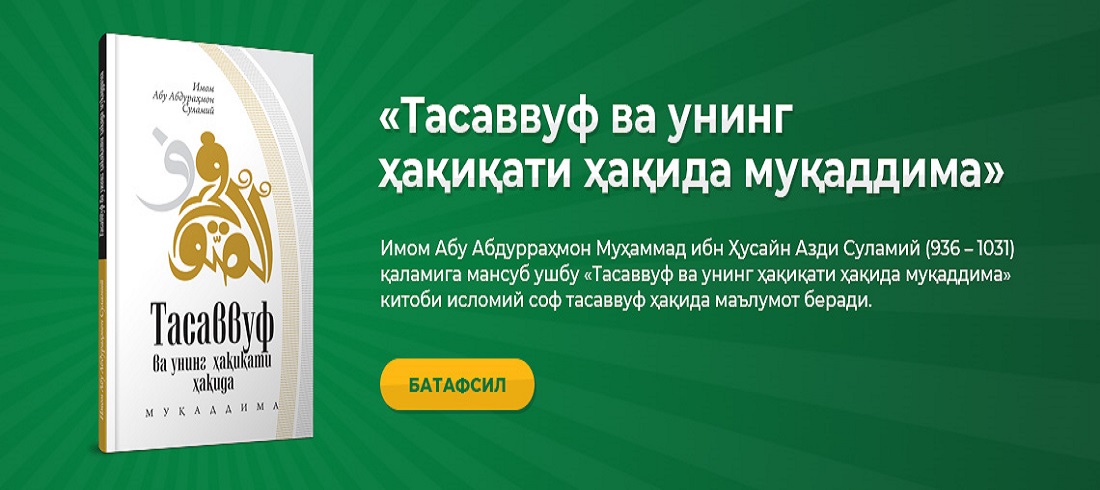 Имом
Абу Абдураҳмон
Суламий
Тасаввуф
ва унинг ҳақиқати
ҳақида
МУҚАДДИМА
«Тасаввуф ва унинг
ҳақиқати ҳақида муқаддима»
Имом Абу Абдурраҳмон Муҳаммад ибн Ҳусайн Азди Суламий (936 – 1031)
қаламига мансуб ушбу «Тасаввуф ва унинг ҳақиқати ҳақида муқаддима»
китоби исломий соф тасаввуф ҳақида маълумот беради.
БАТАФСИЛ